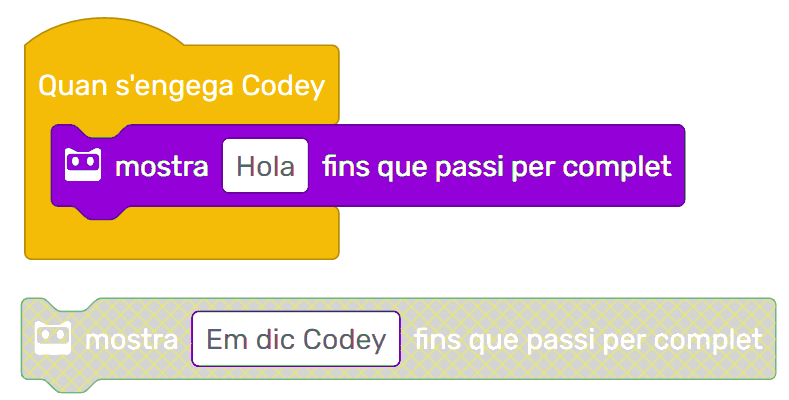 Quan s'engega Codey
mostra Hola fins que passi per complet
mostra Em dic Codey fins que passi per complet